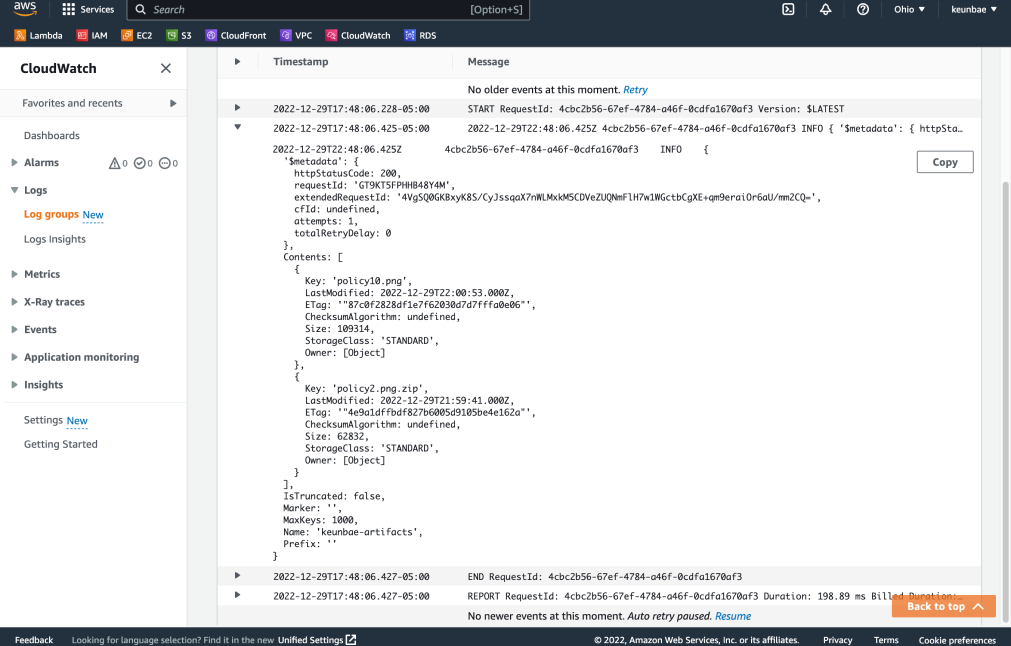 aws
Services
Search
[Option+S]
Ohio
keunbae
Lambda
IAM
EC2
S3
CloudFront
VPC
CloudWatch
RDS
CloudWatch
Favorites and recents
Dashboards
Alarms
0
0
0
Logs
Log groups New
Logs Insights
Metrics
X-Ray traces
Events
Application monitoring
Insights
Settings New
Getting Started
Timestamp Message
No older events at this moment. Retry
2022-12-29T17:48:06.228-05:00 START RequestId: 4cbc2b56-67ef-4784-a46f-0cdfa1670af3 Version: $LATEST
2022-12-29T17:48:06.425-05:00 2022-12-29T22:48:06.425Z 4cbc2b56-67ef-4784-a46f-0cdfa1670af3 INFO { '$metadata': { httpSta…
2022-12-29T22:48:06.425Z 4cbc2b56-67ef-4784-a46f-0cdfa1670af3 INFO {
'$metadata': {
httpStatusCode: 200,
requestId: 'GT9KT5FPHHB48Y4M',
extendedRequestId: '4VgSQ0GKBxyK8S/CyJssqaX7nWLMxkM5CDVeZUQNmFlH7w1WGctbCgXE+qm9eraiOr6aU/mm2CQ=',
cfId: undefined,
attempts: 1,
totalRetryDelay: 0
},
Contents: [
{
Key: 'policy10.png',
LastModified: 2022-12-29T22:00:53.000Z,
ETag: '"87c0f2828df1e7f62030d7d7fffa0e06"',
ChecksumAlgorithm: undefined,
Size: 109314,
StorageClass: 'STANDARD',
Owner: [Object]
},
{
Key: 'policy2.png.zip',
LastModified: 2022-12-29T21:59:41.000Z,
ETag: '"4e9a1dffbdf827b6005d9105be4e162a"',
ChecksumAlgorithm: undefined,
Size: 62832,
StorageClass: 'STANDARD',
Owner: [Object]
}
],
IsTruncated: false,
Marker: '',
MaxKeys: 1000,
Name: 'keunbae-artifacts',
Prefix: ''
}
Copy
2022-12-29T17:48:06.427-05:00 END RequestId: 4cbc2b56-67ef-4784-a46f-0cdfa1670af3
2022-12-29T17:48:06.427-05:00 REPORT RequestId: 4cbc2b56-67ef-4784-a46f-0cdfa1670af3 Duration: 198.89 ms Billed Duration:…
Back to top
No newer events at this moment. Auto retry paused. Resume
Feedback
Looking for language selection? Find it in the new Unified Settings
© 2022, Amazon Web Services, Inc. or its affiliates.
Privacy
Terms
Cookie preferences